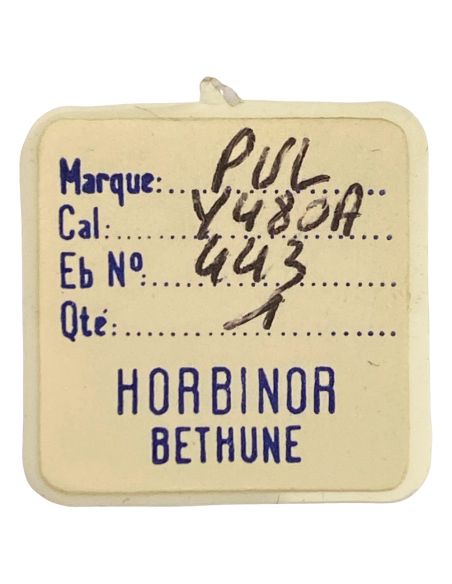 Marque: PUL
Cal: Y480A
Eb Nº: 443
Qté: 1
HORBINOR
BETHUNE